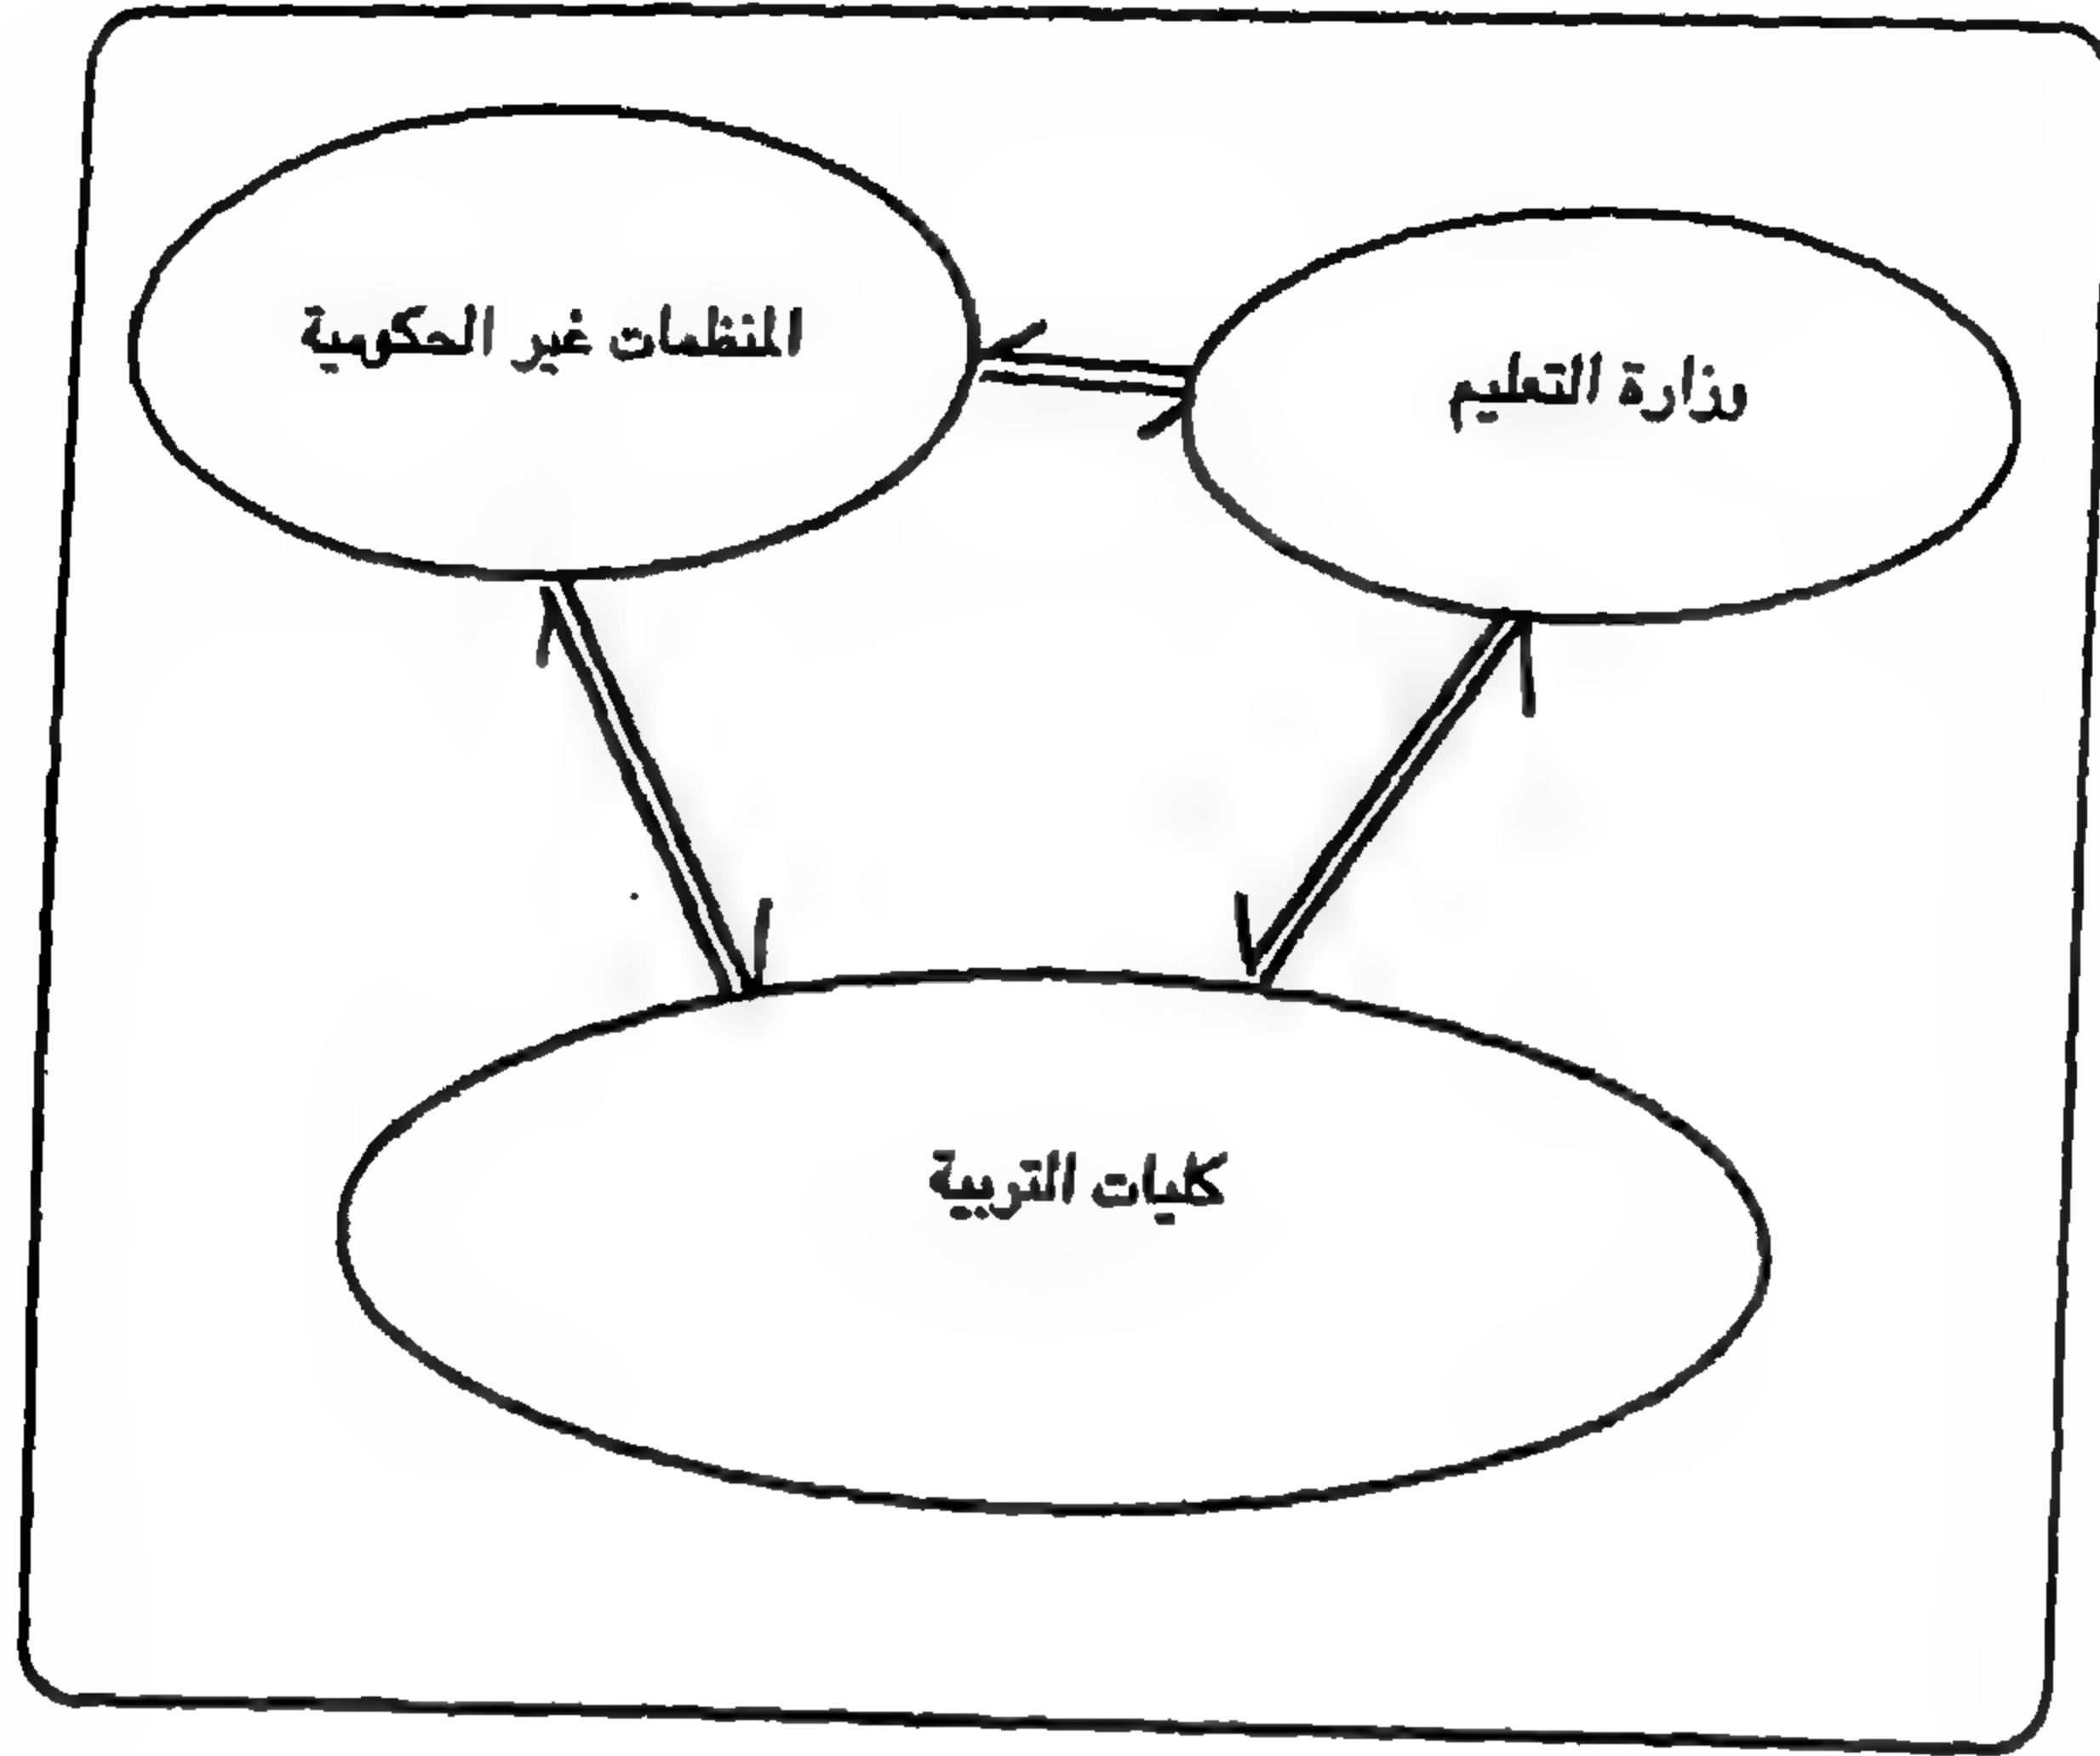 وزارة التعليم
المنظمات غير الحكومية
كليات التربية